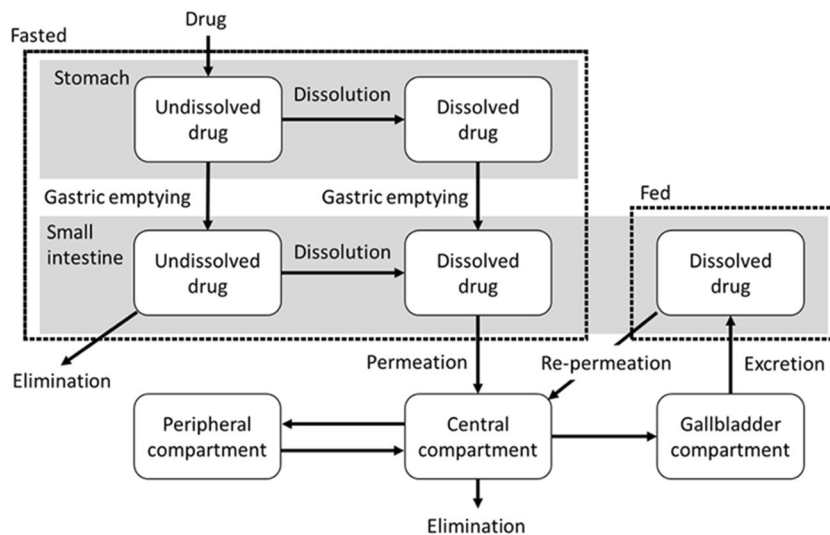 Drug
Fasted
Stomach
Undissolved
drug
Dissolution
Dissolved
drug
Gastric emptying
Gastric emptying
Small
intestine
Undissolved
drug
Dissolution
Dissolved
drug
Fed
Dissolved
drug
Elimination
Permeation
Re-permeation
Excretion
Peripheral
compartment
Central
compartment
Gallbladder
compartment
Elimination